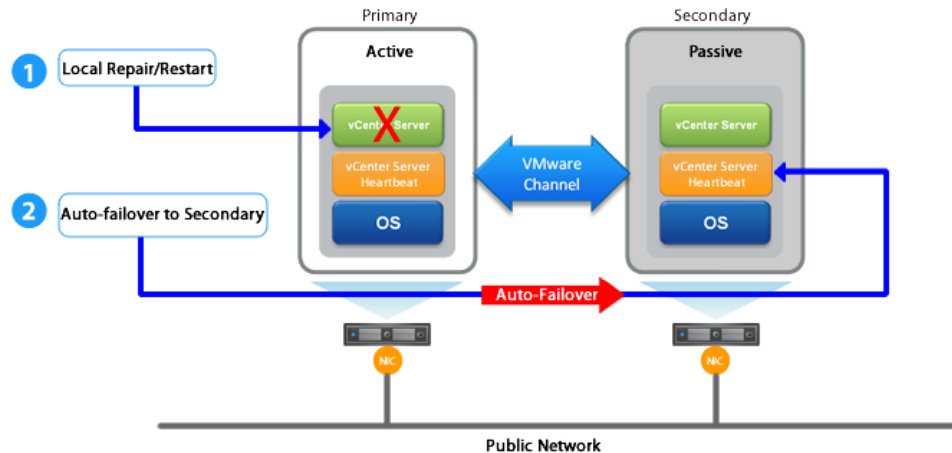 Primary
Secondary
1
Local Repair/Restart
Active
Passive
vCenter Server
X
vCenter Server
Heartbeat
OS
VMware
Channel
vCenter Server
vCenter Server
Heartbeat
OS
2
Auto-failover to Secondary
Auto-Failover
NIC
NIC
Public Network